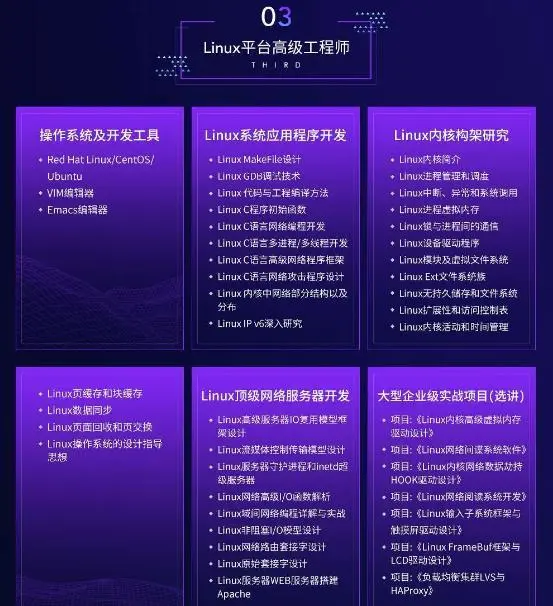 03
Linux平台高级工程师
THIRD
操作系统及开发工具
Red Hat Linux/CentOS/
Ubuntu
VIM编辑器
Emacs编辑器
Linux系统应用程序开发
Linux MakeFile设计
Linux GDB调试技术
Linux 代码与工程编译方法
Linux C程序初始函数
Linux C语言网络编程开发
Linux C语言多进程/多线程开发
Linux C语言高级网络程序框架
Linux C语言网络攻击程序设计
Linux 内核中网络部分结构以及
分布
Linux IP v6深入研究
Linux内核构架研究
Linux内核简介
Linux进程管理和调度
Linux中断、异常和系统调用
Linux进程虚拟内存
Linux锁与进程间的通信
Linux设备驱动程序
Linux模块及虚拟文件系统
Linux Ext文件系统族
Linux无持久储存和文件系统
Linux扩展性和访问控制表
Linux内核活动和时间管理
Linux页缓存和块缓存
Linux数据同步
Linux页面回收和页交换
Linux操作系统的设计指导
思想
Linux顶级网络服务器开发
Linux高级服务器IO复用模型框
架设计
Linux流媒体控制传输模型设计
Linux服务器守护进程和inetd超
级服务器
Linux网络高级I/O函数解析
Linux域间网络编程详解与实战
Linux非阻塞I/O模型设计
Linux网络路由套接字设计
Linux原始套接字设计
Linux服务器WEB服务器搭建
Apache
大型企业级实战项目(选讲)
项目:《Linux内核高级虚拟内存
驱动设计》
项目:《Linux网络间谍系统软件》
项目:《Linux内核网络数据劫持
HOOK驱动设计》
项目:《Linux网络阅读系统开发》
项目:《Linux输入子系统框架与
触摸屏驱动设计》
项目:《Linux FrameBuf框架与
LCD驱动设计》
项目:《负载均衡集群LVS与
HAProxy》